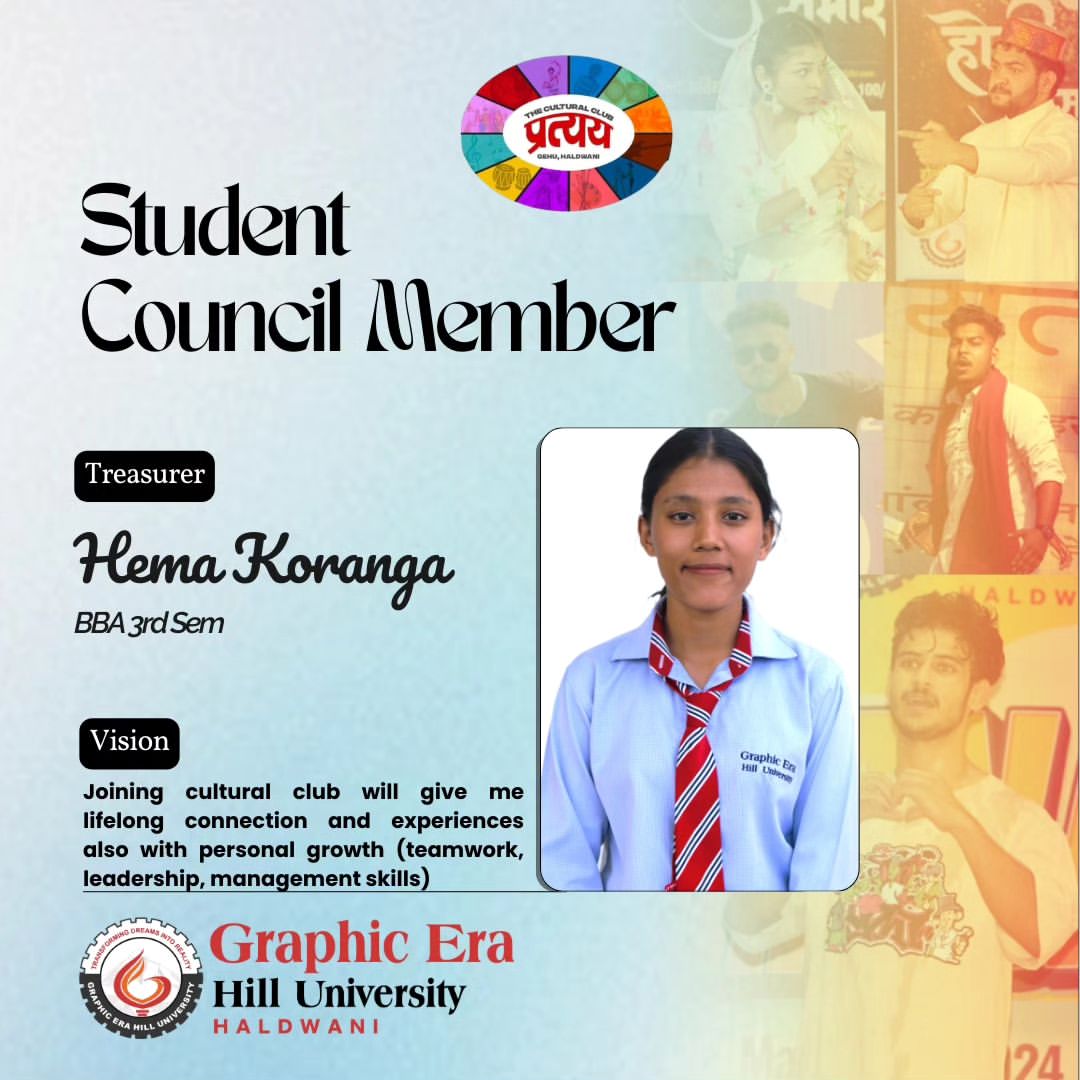 THE CULTURAL CLUB
प्रत्यय
GEHU, HALDWANI
Student
Council Member
Treasurer
Hema Koranga
BBA 3rd Sem
Vision
Joining cultural club will give me
lifelong connection and experiences
also with personal growth (teamwork,
leadership, management skills)
Graphic Era
Hill University
TRANSFORMING DREAMS INTO REALITY
GRAPHIC ERA HILL UNIVERSITY
Graphic Era
Hill University
HALDWANI
हो
100/
HALDW